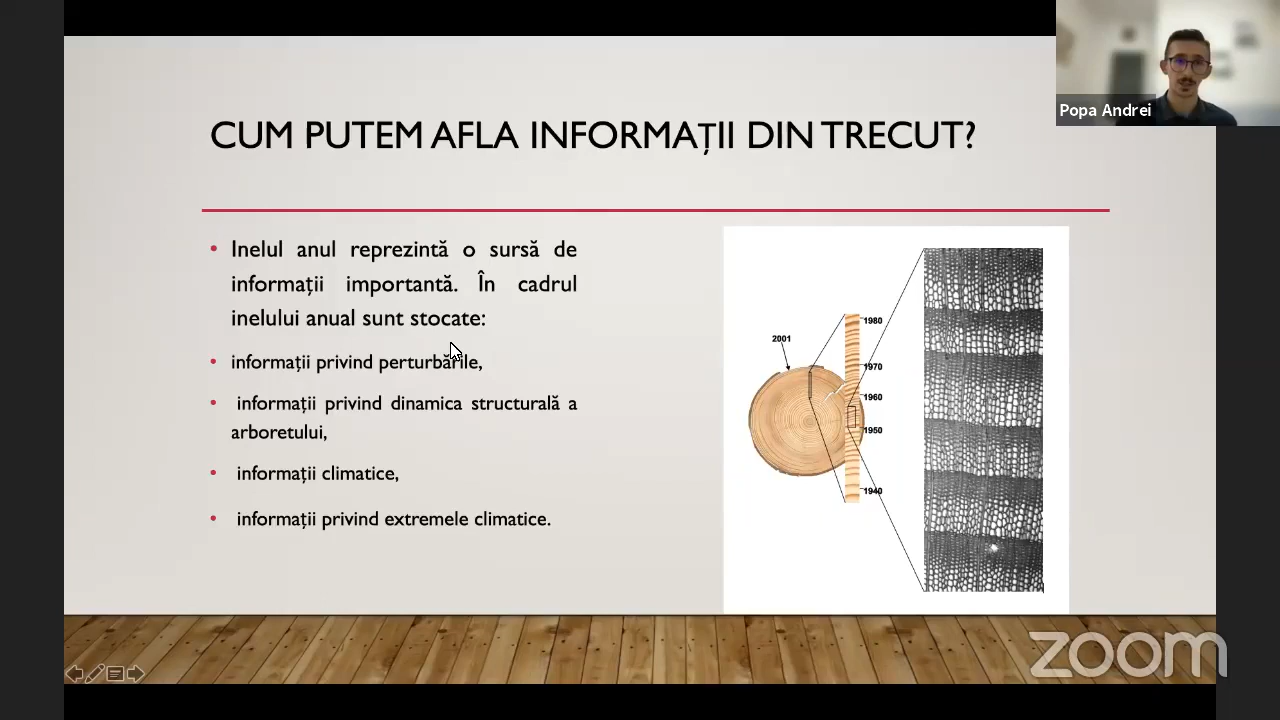 Popa Andrei
CUM PUTEM AFLA INFORMAȚII DIN TRECUT?
• Inelul anul reprezintă o sursă de
informații importantă. În cadrul
inelului anual sunt stocate:
• informații privind perturbările,
• informații privind dinamica structurală a
arboretului,
• informații climatice,
• informații privind extremele climatice.
2001
1980
1970
1960
1950
1940
zoom